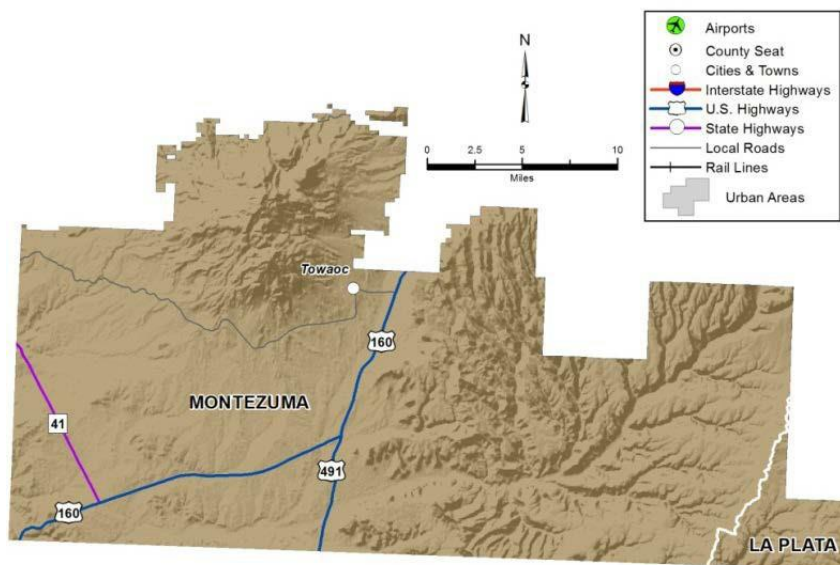 Airports
N
County Seat
Cities & Towns
Interstate Highways
U.S. Highways
State Highways
Local Roads
Rail Lines
Urban Areas
0 2.5 5 10
Miles
Towaoc
160
MONTEZUMA
41
491
160
LA PLATA